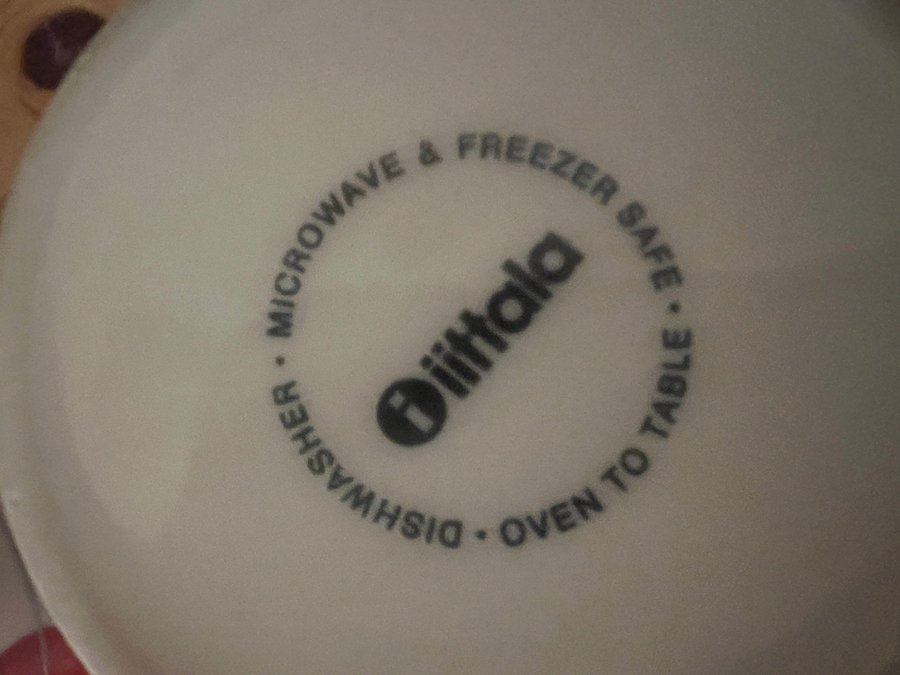 DISHWASHER • MICROWAVE & FREEZER SAFE • OVEN TO TABLE •
i iittala